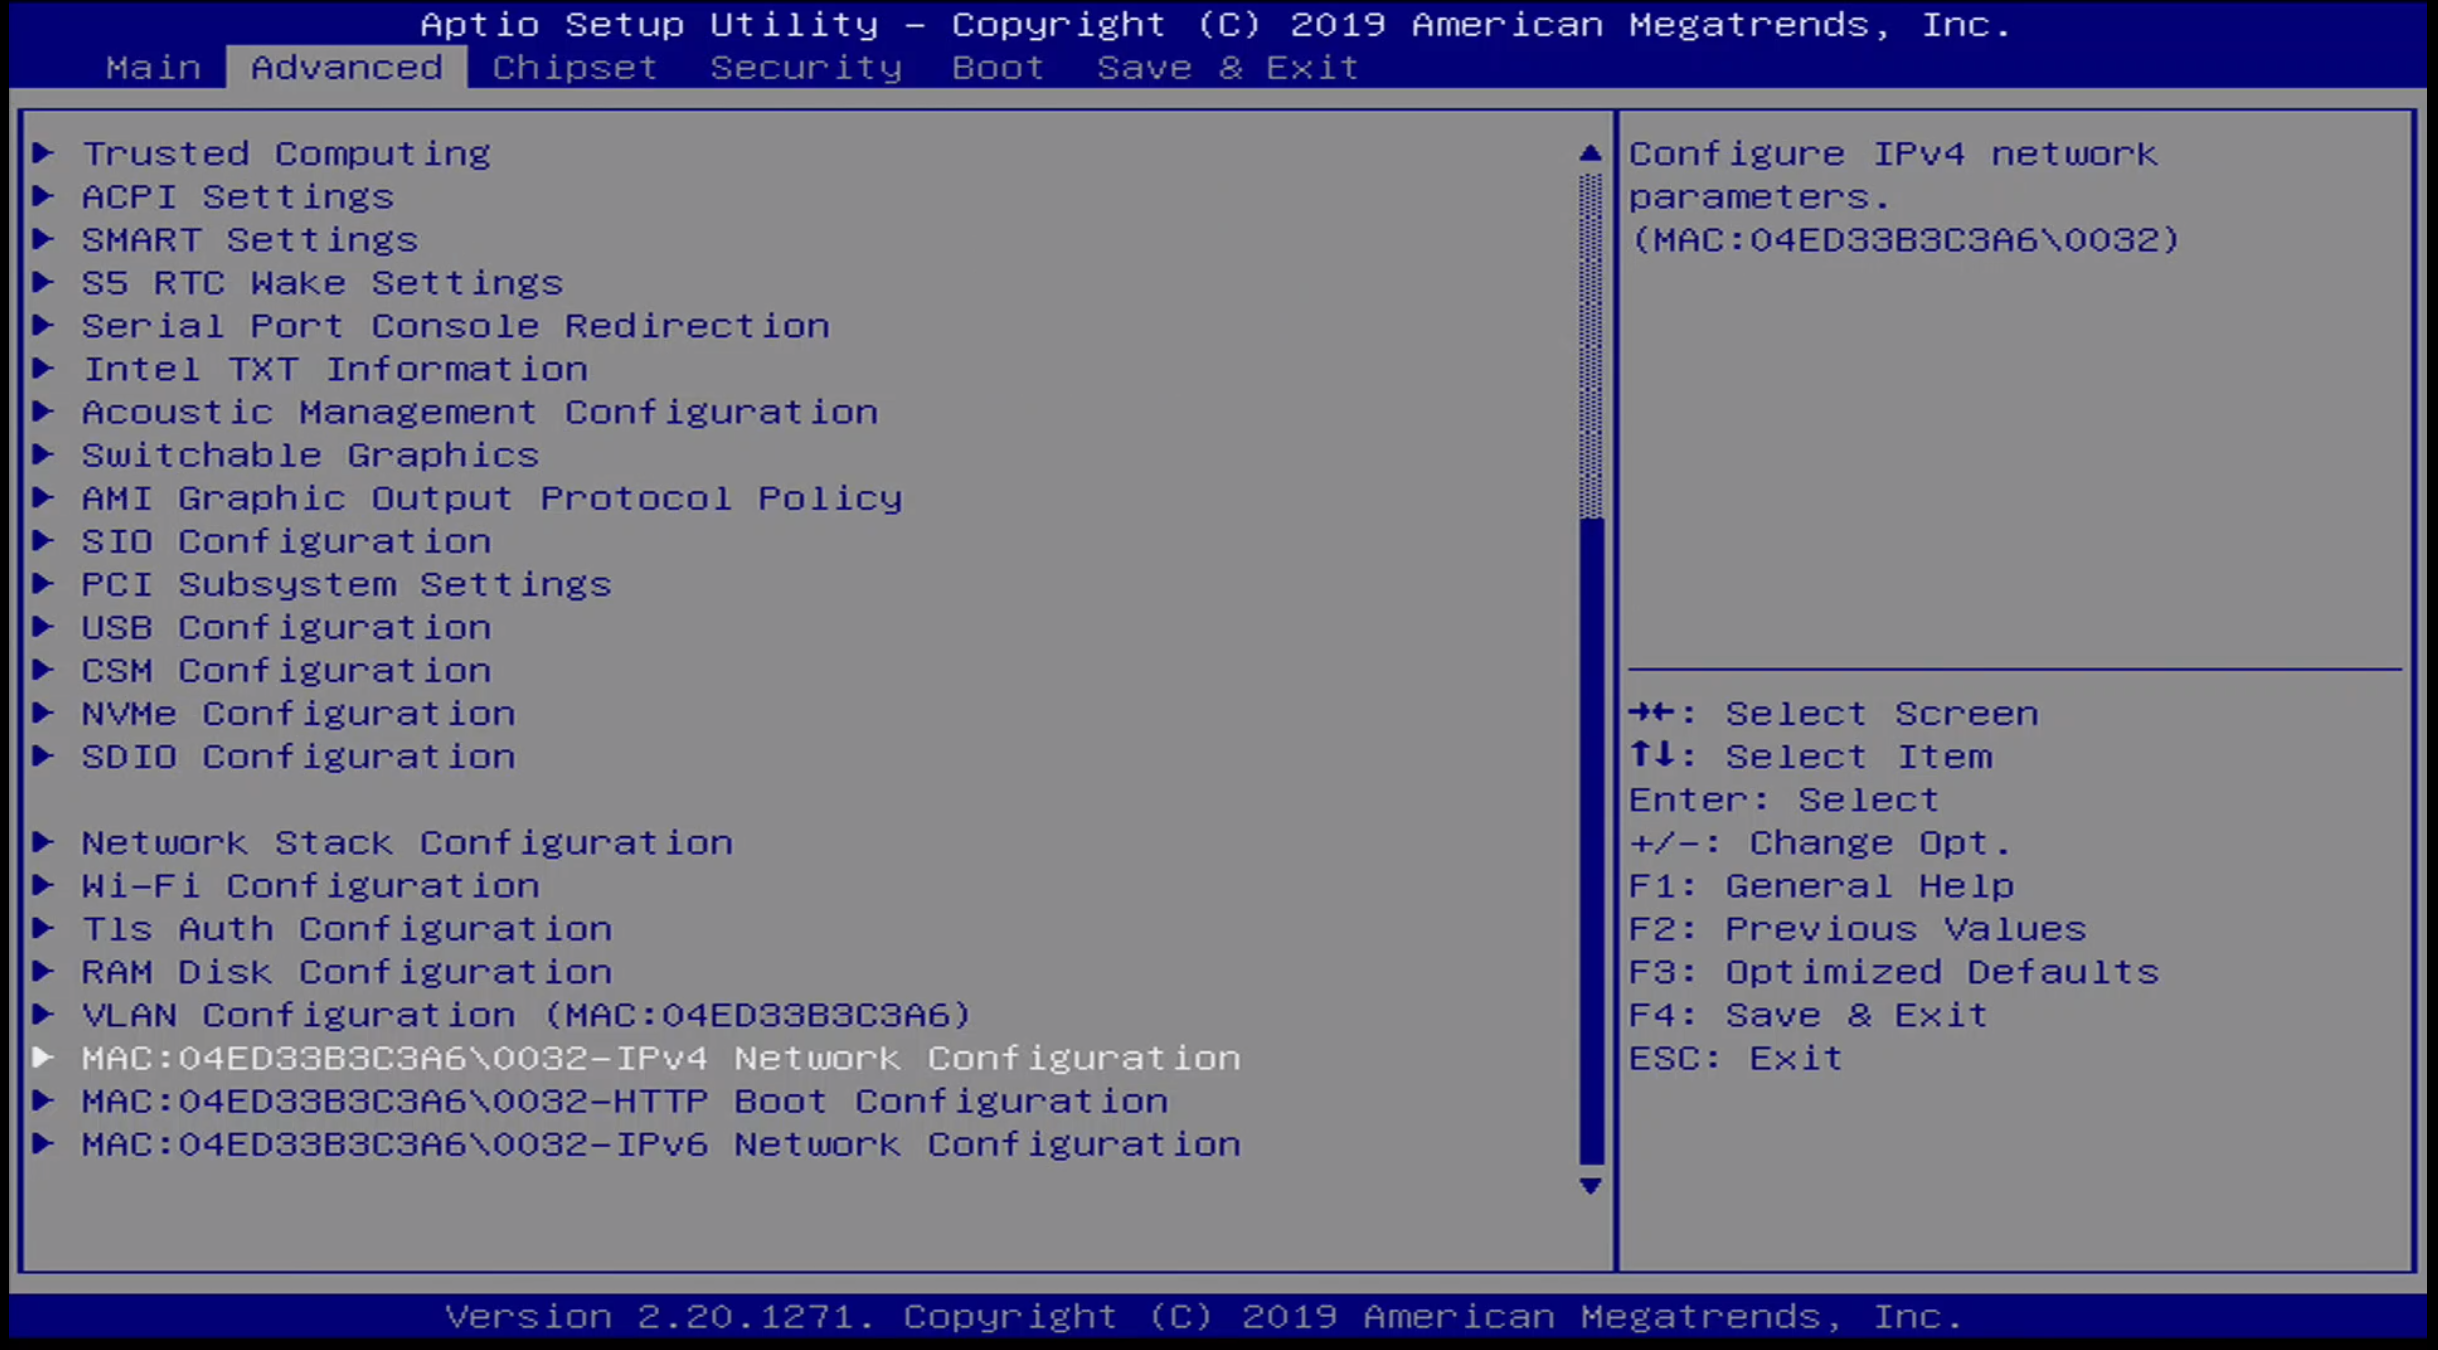 Aptio Setup Utility – Copyright (C) 2019 American Megatrends, Inc.
Main Advanced Chipset Security Boot Save & Exit
Trusted Computing
ACPI Settings
SMART Settings
S5 RTC Wake Settings
Serial Port Console Redirection
Intel TXT Information
Acoustic Management Configuration
Switchable Graphics
AMI Graphic Output Protocol Policy
SIO Configuration
PCI Subsystem Settings
USB Configuration
CSM Configuration
NVMe Configuration
SDIO Configuration
Network Stack Configuration
Wi-Fi Configuration
Tls Auth Configuration
RAM Disk Configuration
VLAN Configuration (MAC:04ED33B3C3A6)
MAC:04ED33B3C3A6\0032-IPv4 Network Configuration
MAC:04ED33B3C3A6\0032-HTTP Boot Configuration
MAC:04ED33B3C3A6\0032-IPv6 Network Configuration
Configure IPv4 network
parameters.
(MAC:04ED33B3C3A6\0032)
→←: Select Screen
↑↓: Select Item
Enter: Select
+/-: Change Opt.
F1: General Help
F2: Previous Values
F3: Optimized Defaults
F4: Save & Exit
ESC: Exit
Version 2.20.1271. Copyright (C) 2019 American Megatrends, Inc.